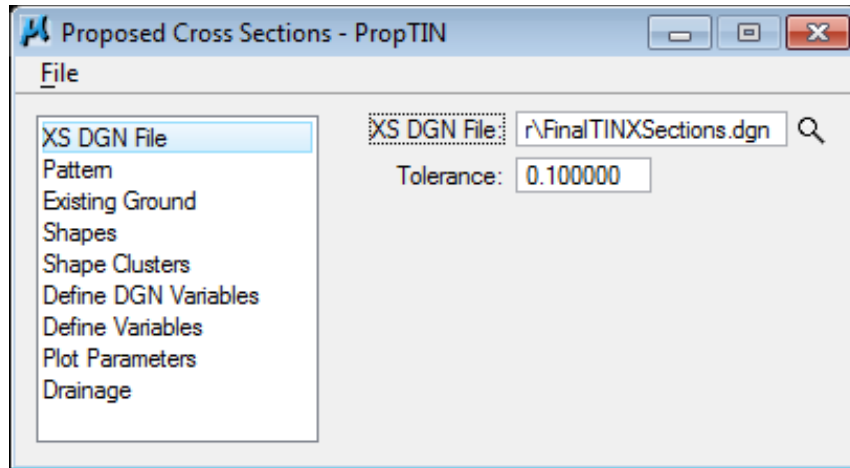 Proposed Cross Sections - PropTIN
File
XS DGN File
Pattern
Existing Ground
Shapes
Shape Clusters
Define DGN Variables
Define Variables
Plot Parameters
Drainage
XS DGN File: r\FinalTINXSections.dgn
Tolerance: 0.100000